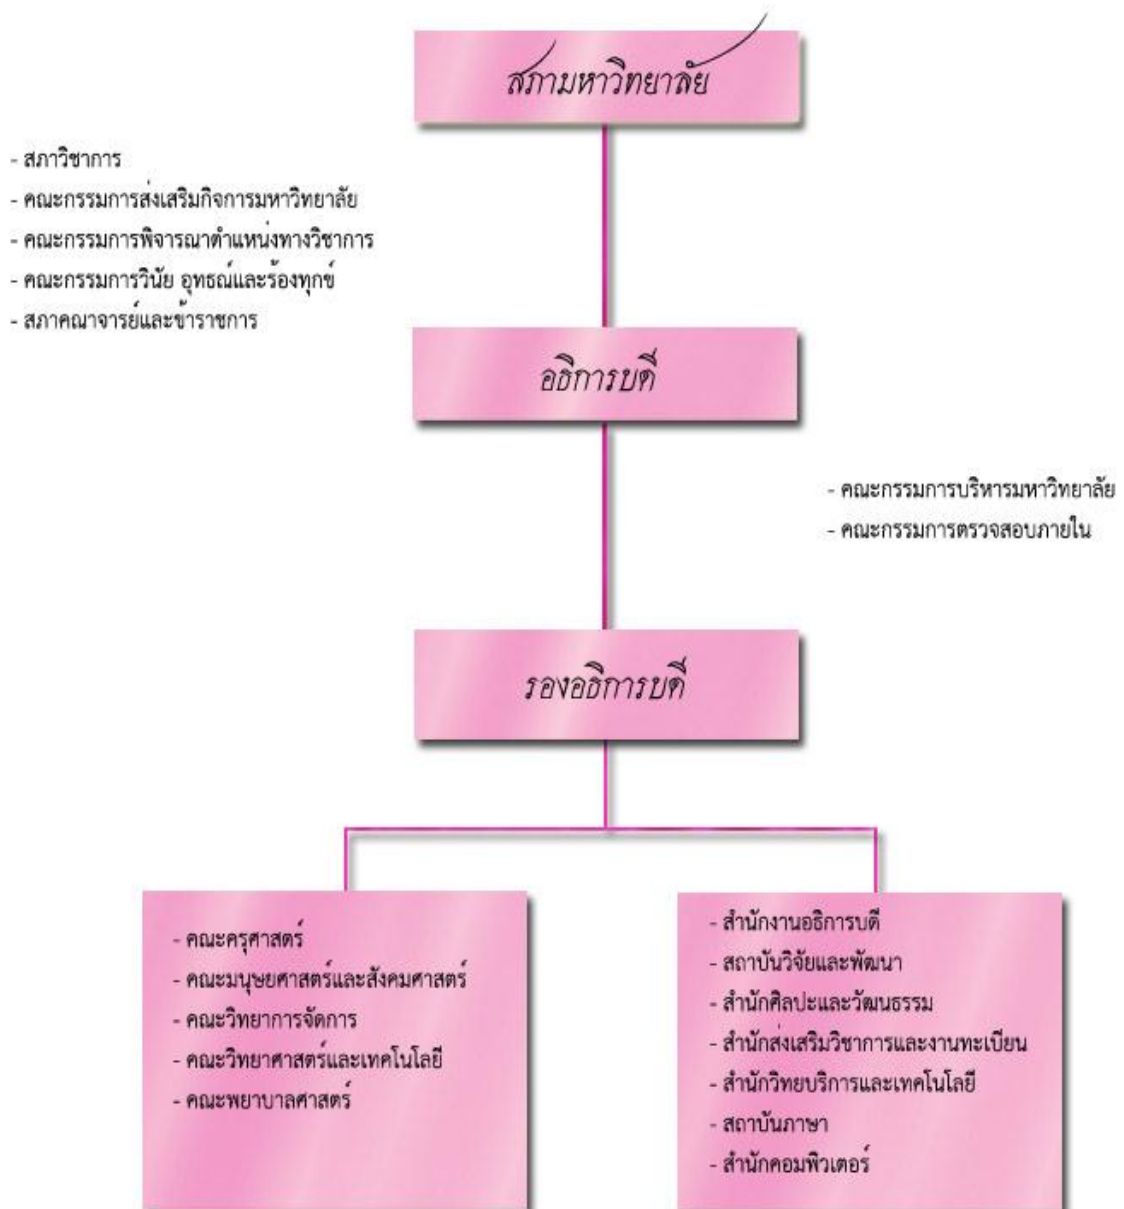 สภามหาวิทยาลัย
- สภาวิชาการ
- คณะกรรมการส่งเสริมกิจการมหาวิทยาลัย
- คณะกรรมการพิจารณาตำแหน่งทางวิชาการ
- คณะกรรมการวินัย อุทธณ์และร้องทุกข์
- สภาคณาจารย์และข้าราชการ
อธิการบดี
- คณะกรรมการบริหารมหาวิทยาลัย
- คณะกรรมการตรวจสอบภายใน
รองอธิการบดี
- คณะครุศาสตร์
- คณะมนุษยศาสตร์และสังคมศาสตร์
- คณะวิทยาการจัดการ
- คณะวิทยาศาสตร์และเทคโนโลยี
- คณะพยาบาลศาสตร์
- สำนักงานอธิการบดี
- สถาบันวิจัยและพัฒนา
- สำนักศิลปะและวัฒนธรรม
- สำนักส่งเสริมวิชาการและงานทะเบียน
- สำนักวิทยบริการและเทคโนโลยี
- สถาบันภาษา
- สำนักคอมพิวเตอร์